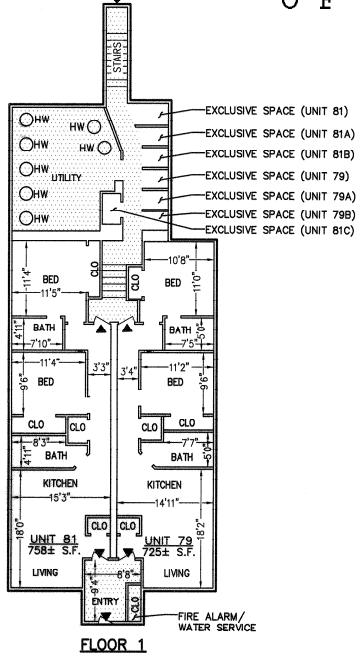 O F
STAIRS
EXCLUSIVE SPACE (UNIT 81)
EXCLUSIVE SPACE (UNIT 81A)
EXCLUSIVE SPACE (UNIT 81B)
EXCLUSIVE SPACE (UNIT 79)
EXCLUSIVE SPACE (UNIT 79A)
EXCLUSIVE SPACE (UNIT 79B)
EXCLUSIVE SPACE (UNIT 81C)
HW
HW
HW
HW
HW
UTILITY
HW
HW
CLO
CLO
10'8"
11'4"
BED
11'5"
BED
11'0"
4'11"
BATH
7'10"
BATH
7'5"
5'0"
11'4"
3'3"
3'4"
11'2"
9'6"
BED
BED
9'6"
CLO
CLO
CLO
CLO
8'3"
7'7"
4'11"
BATH
BATH
5'0"
KITCHEN
KITCHEN
15'3"
14'11"
18'0"
18'2"
CLO
CLO
UNIT 81
758± S.F.
UNIT 79
725± S.F.
LIVING
9'4"
8'8"
LIVING
ENTRY
CLO
FIRE ALARM/
WATER SERVICE
FLOOR 1